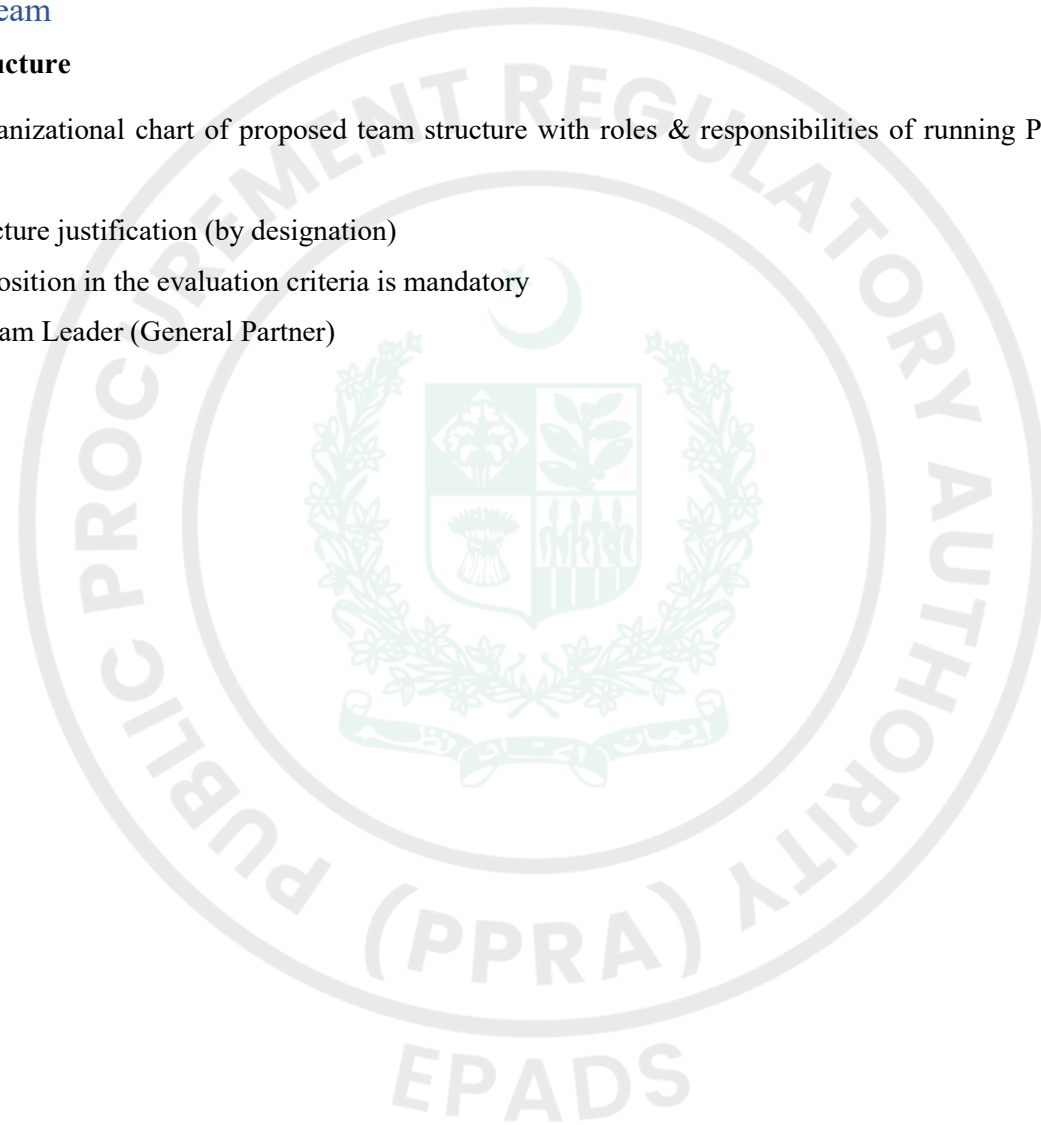 eam
ucture
anizational chart of proposed team structure with roles & responsibilities of running P
cture justification (by designation)
osition in the evaluation criteria is mandatory
am Leader (General Partner)
PUBLIC PROCUREMENT REGULATORY AUTHORITY
(PPRA)
EPADS